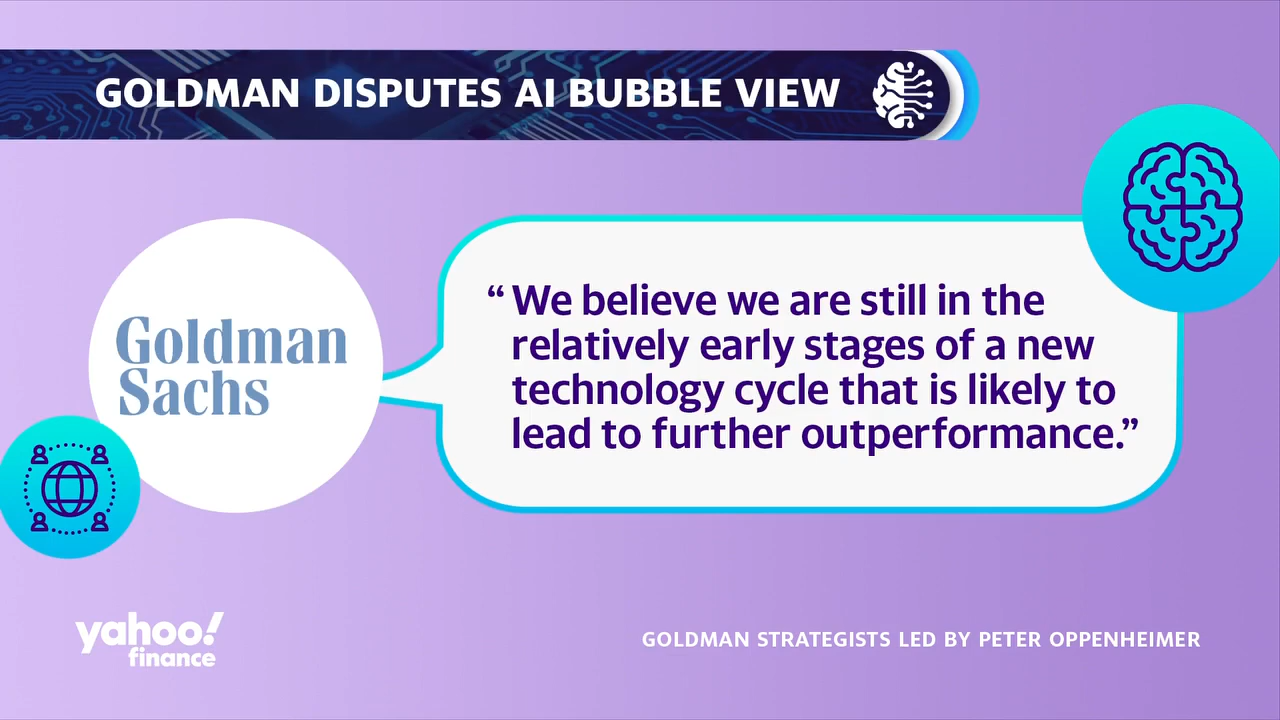 GOLDMAN DISPUTES AI BUBBLE VIEW
Goldman
Sachs
“We believe we are still in the
relatively early stages of a new
technology cycle that is likely to
lead to further outperformance.”
yahoo!
finance
GOLDMAN STRATEGISTS LED BY PETER OPPENHEIMER